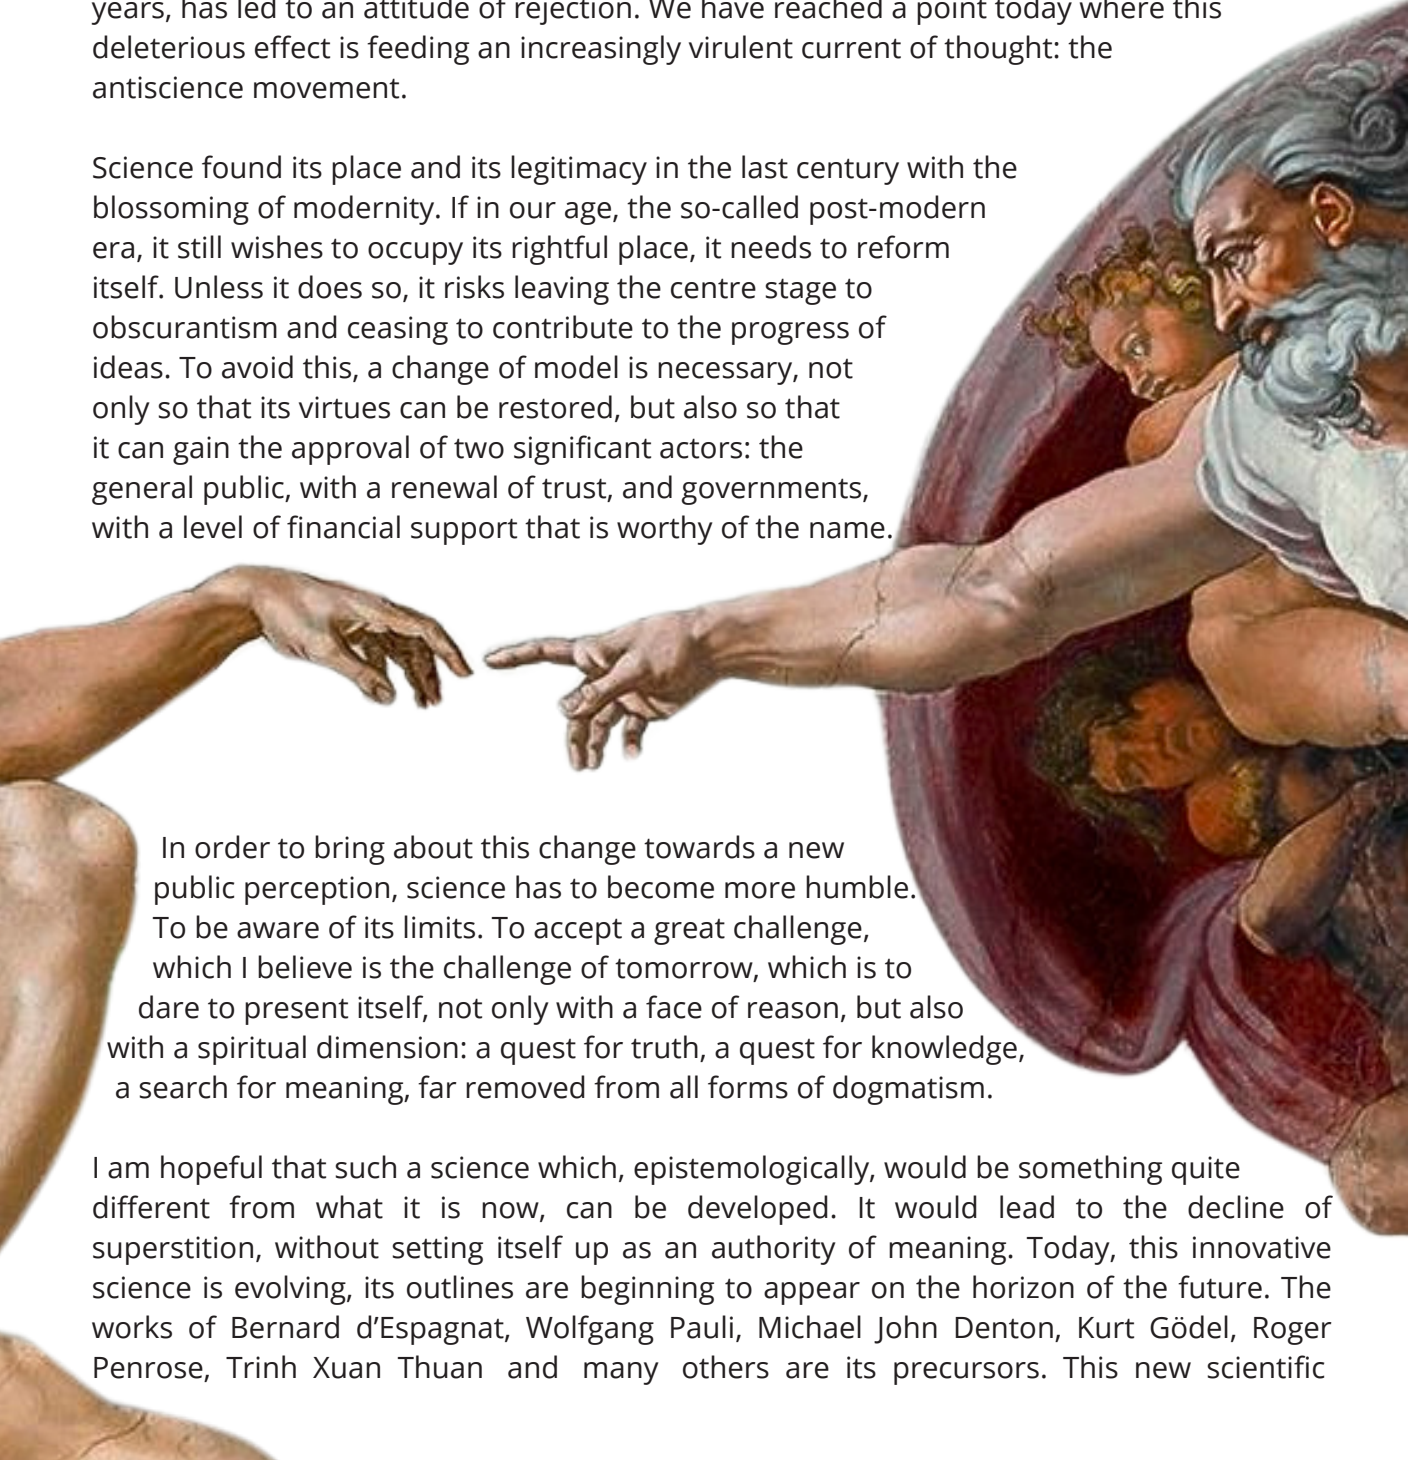 years, has led to an attitude of rejection. We have reached a point today where this
deleterious effect is feeding an increasingly virulent current of thought: the
antiscience movement.
Science found its place and its legitimacy in the last century with the
blossoming of modernity. If in our age, the so-called post-modern
era, it still wishes to occupy its rightful place, it needs to reform
itself. Unless it does so, it risks leaving the centre stage to
obscurantism and ceasing to contribute to the progress of
ideas. To avoid this, a change of model is necessary, not
only so that its virtues can be restored, but also so that
it can gain the approval of two significant actors: the
general public, with a renewal of trust, and governments,
with a level of financial support that is worthy of the name.
In order to bring about this change towards a new
public perception, science has to become more humble.
To be aware of its limits. To accept a great challenge,
which I believe is the challenge of tomorrow, which is to
dare to present itself, not only with a face of reason, but also
with a spiritual dimension: a quest for truth, a quest for knowledge,
a search for meaning, far removed from all forms of dogmatism.
I am hopeful that such a science which, epistemologically, would be something quite
different from what it is now, can be developed. It would lead to the decline of
superstition, without setting itself up as an authority of meaning. Today, this innovative
science is evolving, its outlines are beginning to appear on the horizon of the future. The
works of Bernard d’Espagnat, Wolfgang Pauli, Michael John Denton, Kurt Gödel, Roger
Penrose, Trinh Xuan Thuan and many others are its precursors. This new scientific